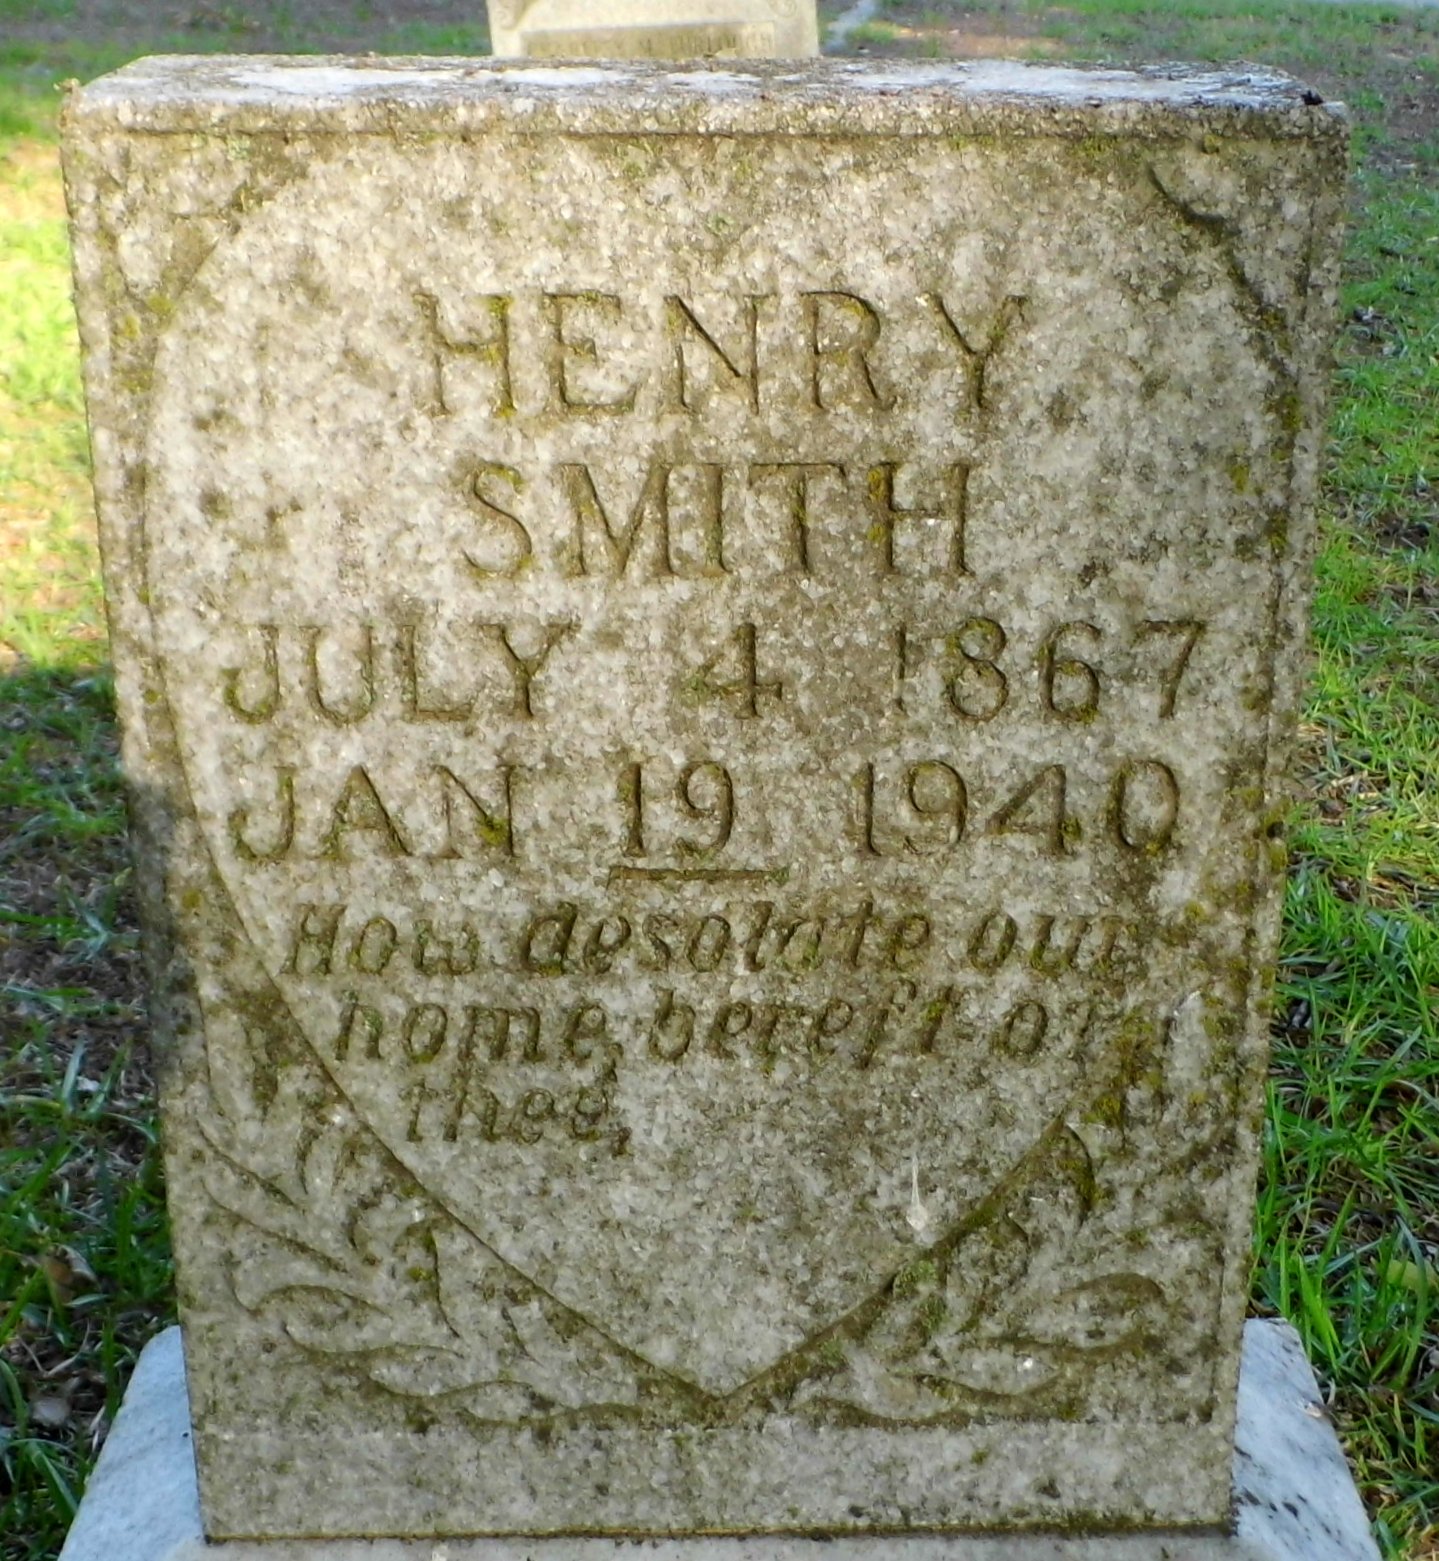 HENRY
SMITH
JULY 4 1867
JAN 19 1940
How desolate our
home, bereft of
thee,